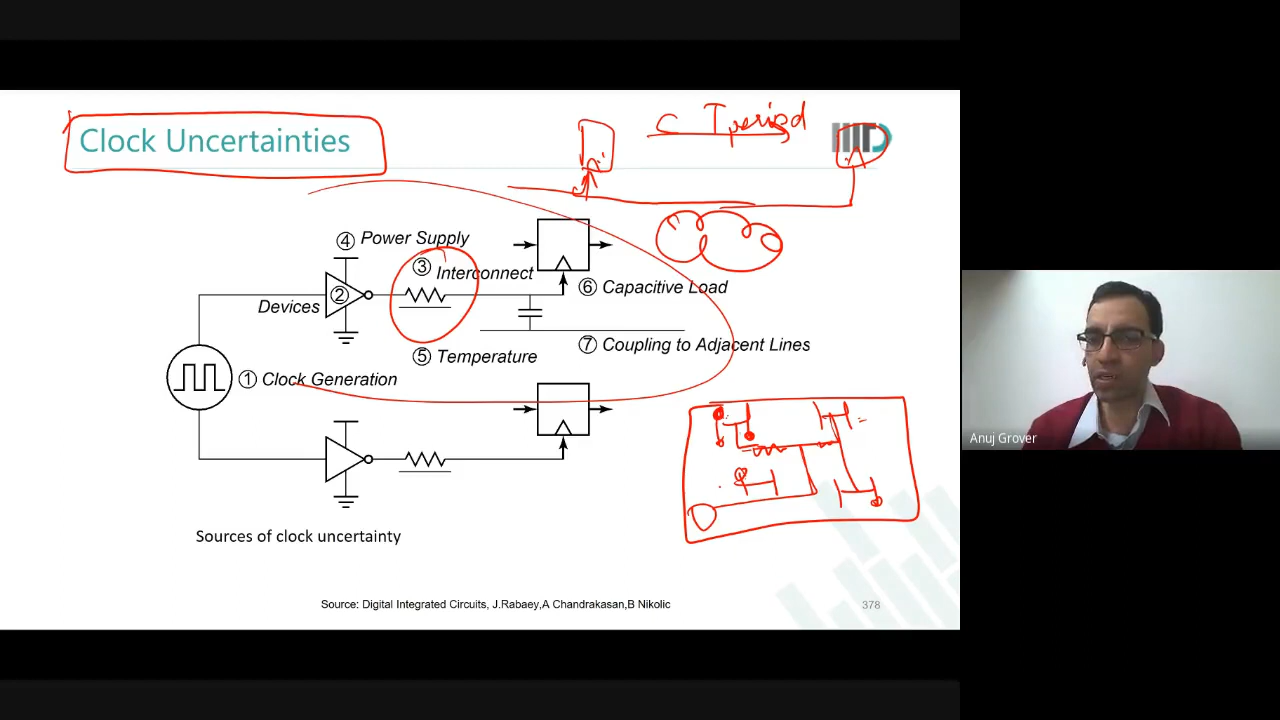 Clock Uncertainties
< Tperiod
④ Power Supply
③ Interconnect
② Devices
⑥ Capacitive Load
⑤ Temperature
⑦ Coupling to Adjacent Lines
① Clock Generation
Anuj Grover
Sources of clock uncertainty
Source: Digital Integrated Circuits, J.Rabaey,A Chandrakasan,B Nikolic
378